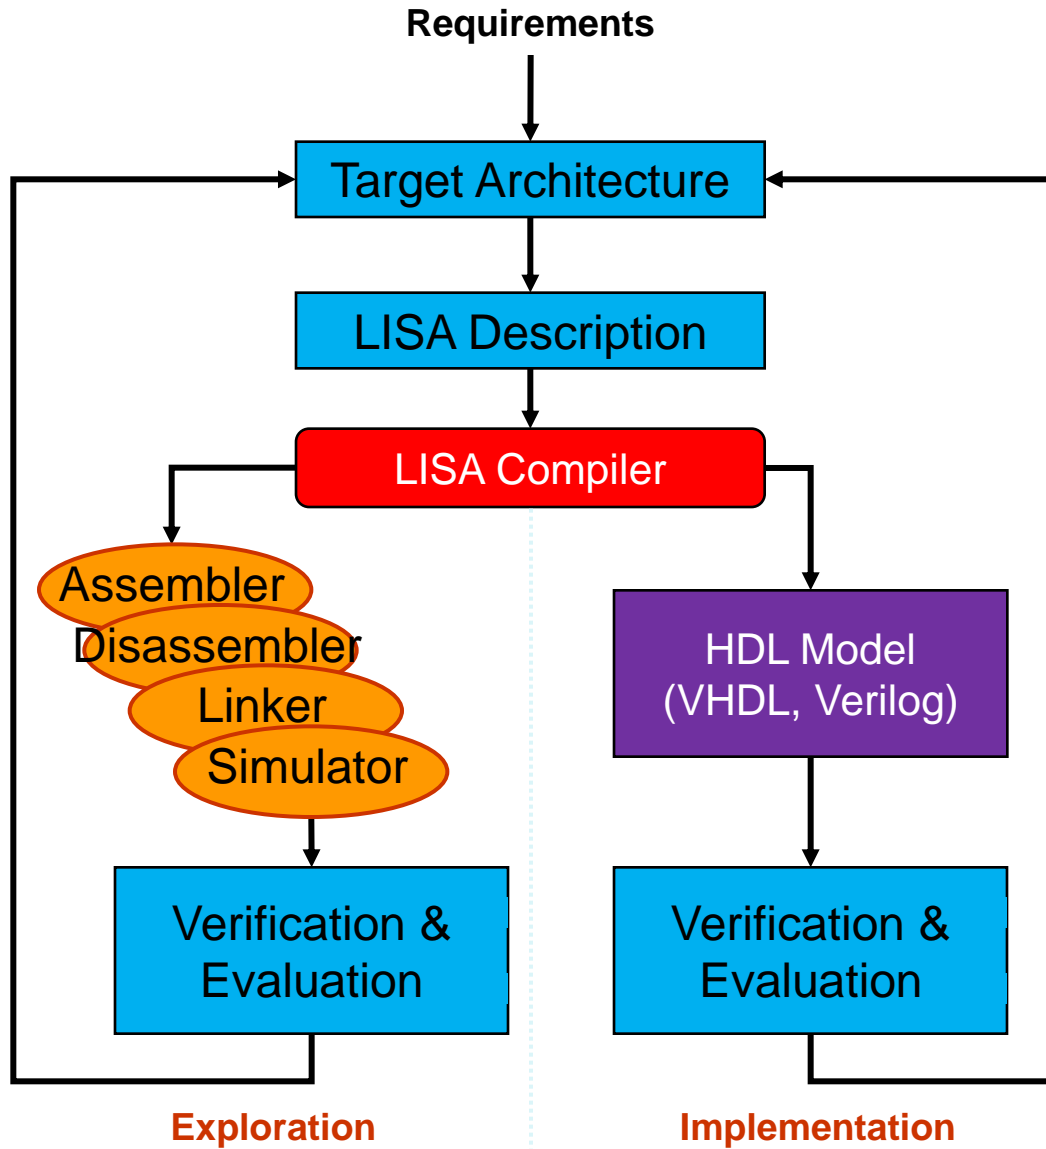 Requirements
Target Architecture
LISA Description
LISA Compiler
Assembler
Disassembler
Linker
Simulator
HDL Model
(VHDL, Verilog)
Verification &
Evaluation
Verification &
Evaluation
Exploration
Implementation